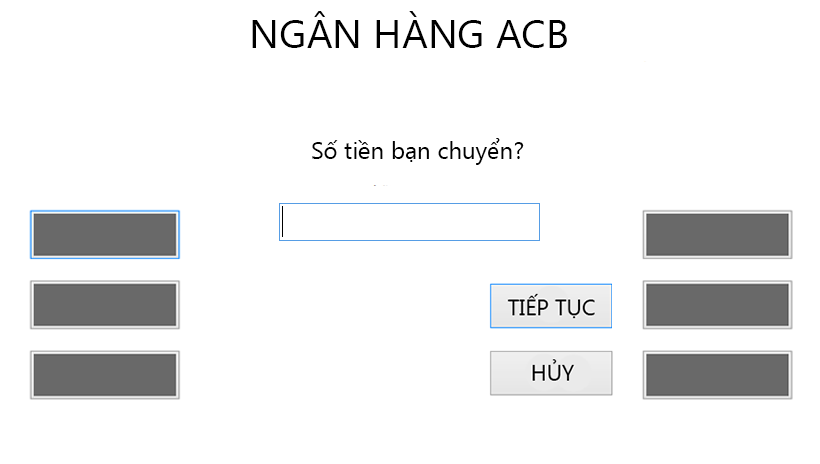 NGÂN HÀNG ACB
Số tiền bạn chuyển?
TIẾP TỤC
HỦY